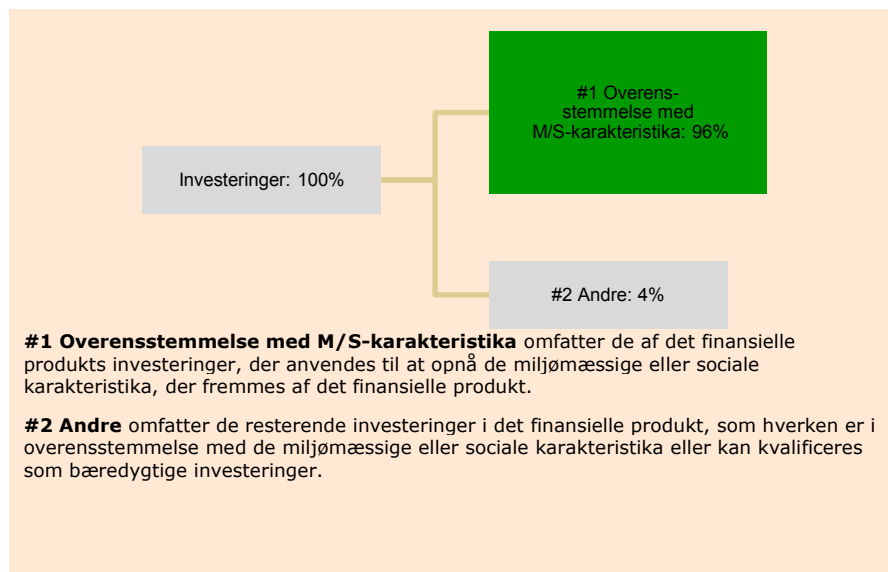 #1 Overens-
stemmelse med
M/S-karakteristika: 96%
Investeringer: 100%
#2 Andre: 4%
#1 Overensstemmelse med M/S-karakteristika omfatter de af det finansielle
produkts investeringer, der anvendes til at opnå de miljømæssige eller sociale
karakteristika, der fremmes af det finansielle produkt.
#2 Andre omfatter de resterende investeringer i det finansielle produkt, som hverken er i
overensstemmelse med de miljømæssige eller sociale karakteristika eller kan kvalificeres
som bæredygtige investeringer.